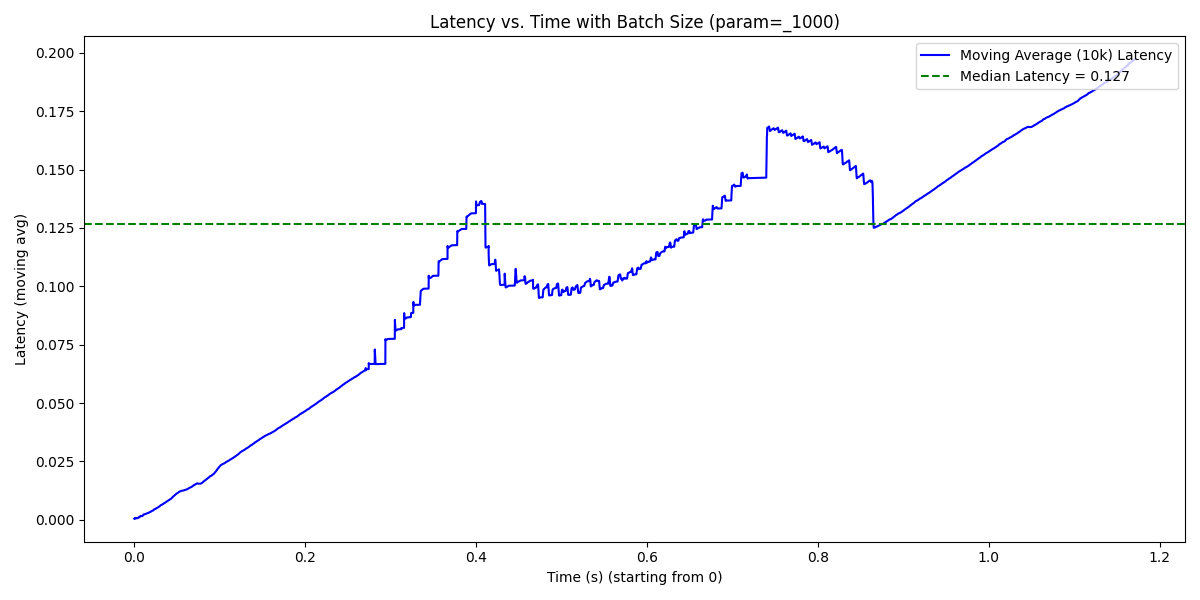 Latency vs. Time with Batch Size (param=_1000)
Moving Average (10k) Latency
Median Latency = 0.127
Latency (moving avg)
0.200
0.175
0.150
0.125
0.100
0.075
0.050
0.025
0.000
0.0 0.2 0.4 0.6 0.8 1.0 1.2
Time (s) (starting from 0)